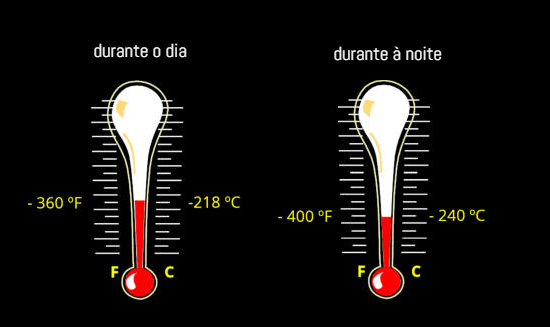 durante o dia
durante à noite
- 360 ºF
-218 ºC
- 400 ºF
- 240 ºC
F
C
F
C